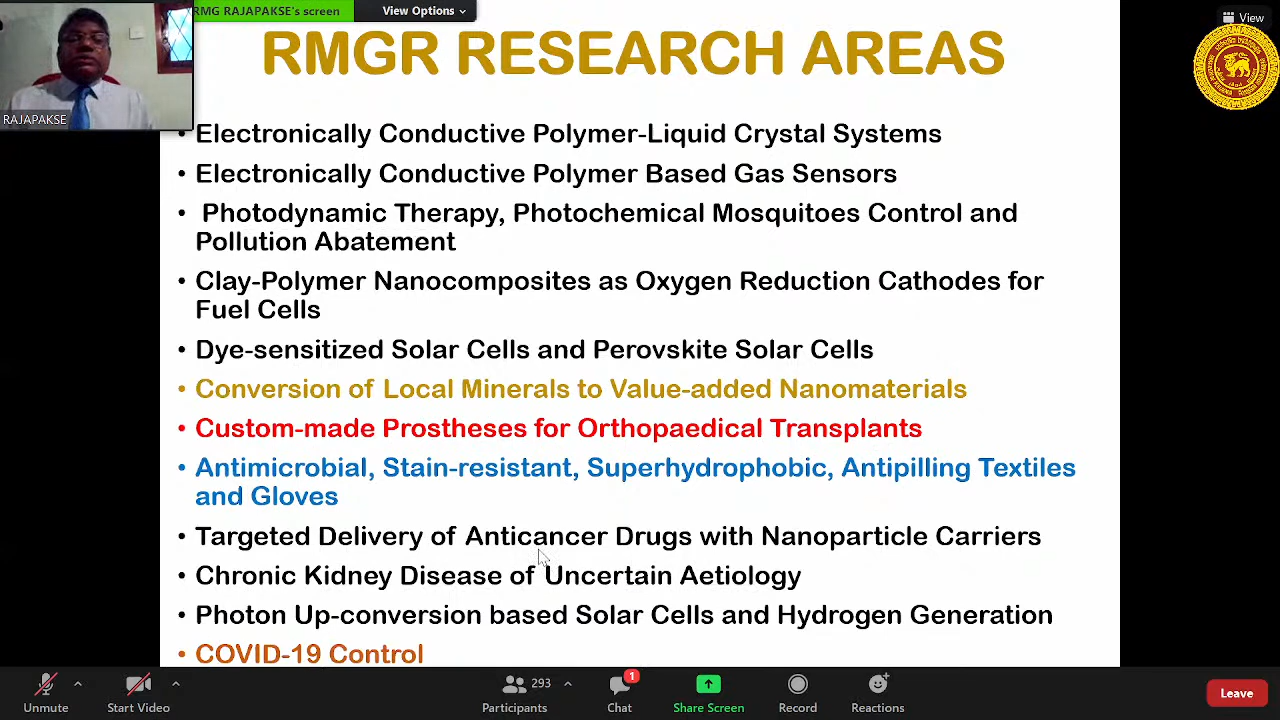 RMG RAJAPAKSE's screen
View Options
View
RAJAPAKSE
RMGR RESEARCH AREAS
• Electronically Conductive Polymer-Liquid Crystal Systems
• Electronically Conductive Polymer Based Gas Sensors
• Photodynamic Therapy, Photochemical Mosquitoes Control and
Pollution Abatement
• Clay-Polymer Nanocomposites as Oxygen Reduction Cathodes for
Fuel Cells
• Dye-sensitized Solar Cells and Perovskite Solar Cells
• Conversion of Local Minerals to Value-added Nanomaterials
• Custom-made Prostheses for Orthopaedical Transplants
• Antimicrobial, Stain-resistant, Superhydrophobic, Antipilling Textiles
and Gloves
• Targeted Delivery of Anticancer Drugs with Nanoparticle Carriers
• Chronic Kidney Disease of Uncertain Aetiology
• Photon Up-conversion based Solar Cells and Hydrogen Generation
• COVID-19 Control
Unmute
Start Video
293
Participants
1
Chat
Share Screen
Record
Reactions
Leave